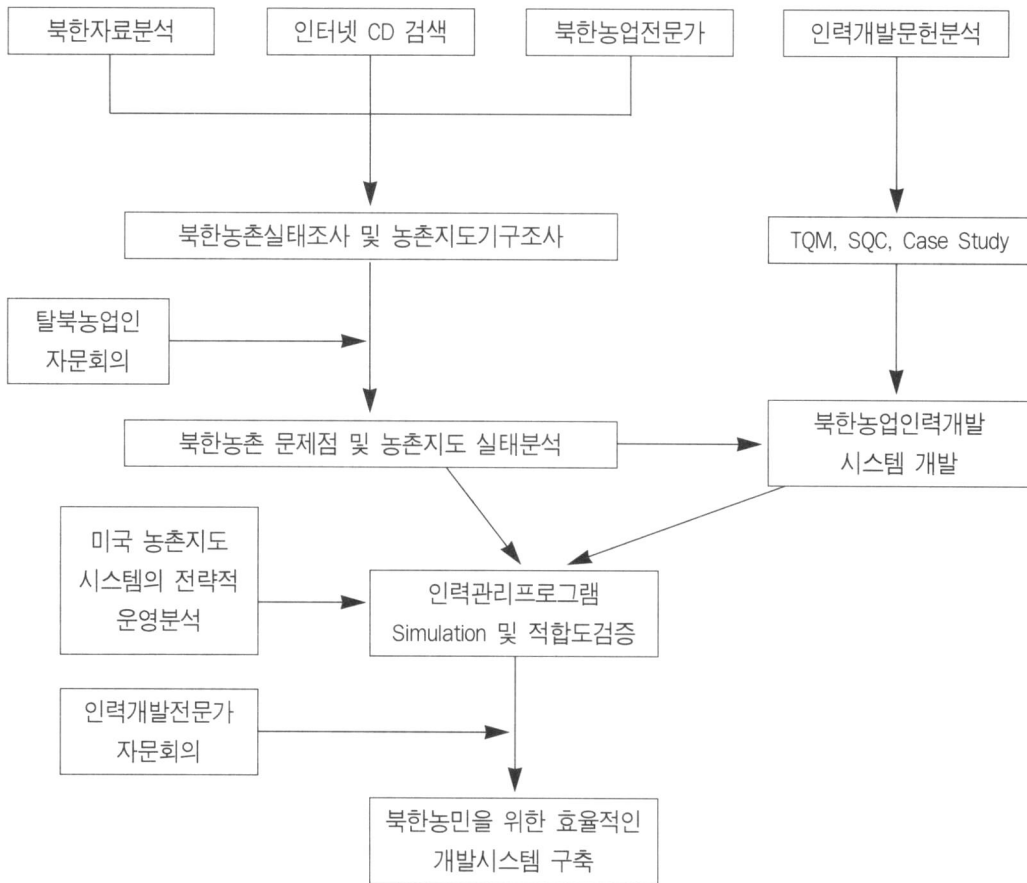 북한자료분석
인터넷 CD 검색
북한농업전문가
인력개발문헌분석
북한농촌실태조사 및 농촌지도기구조사
TQM, SQC, Case Study
탈북농업인
자문회의
북한농촌 문제점 및 농촌지도 실태분석
북한농업인력개발
시스템 개발
미국 농촌지도
시스템의 전략적
운영분석
인력관리프로그램
Simulation 및 적합도검증
인력개발전문가
자문회의
북한농민을 위한 효율적인
개발시스템 구축